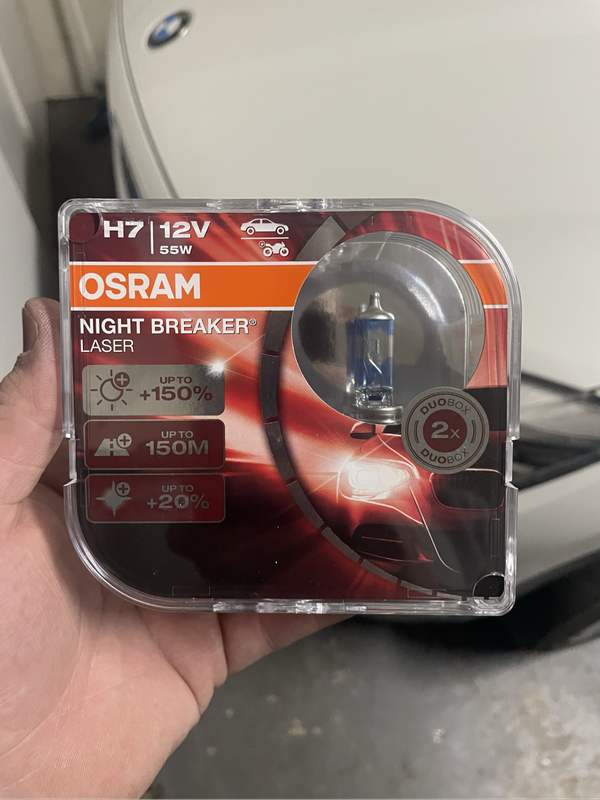 BMW
H7 | 12V
55W
OSRAM
NIGHT BREAKER®
LASER
UP TO
+150%
UP TO
150M
UP TO
+20%
DUOBOX
2x
DUOBOX